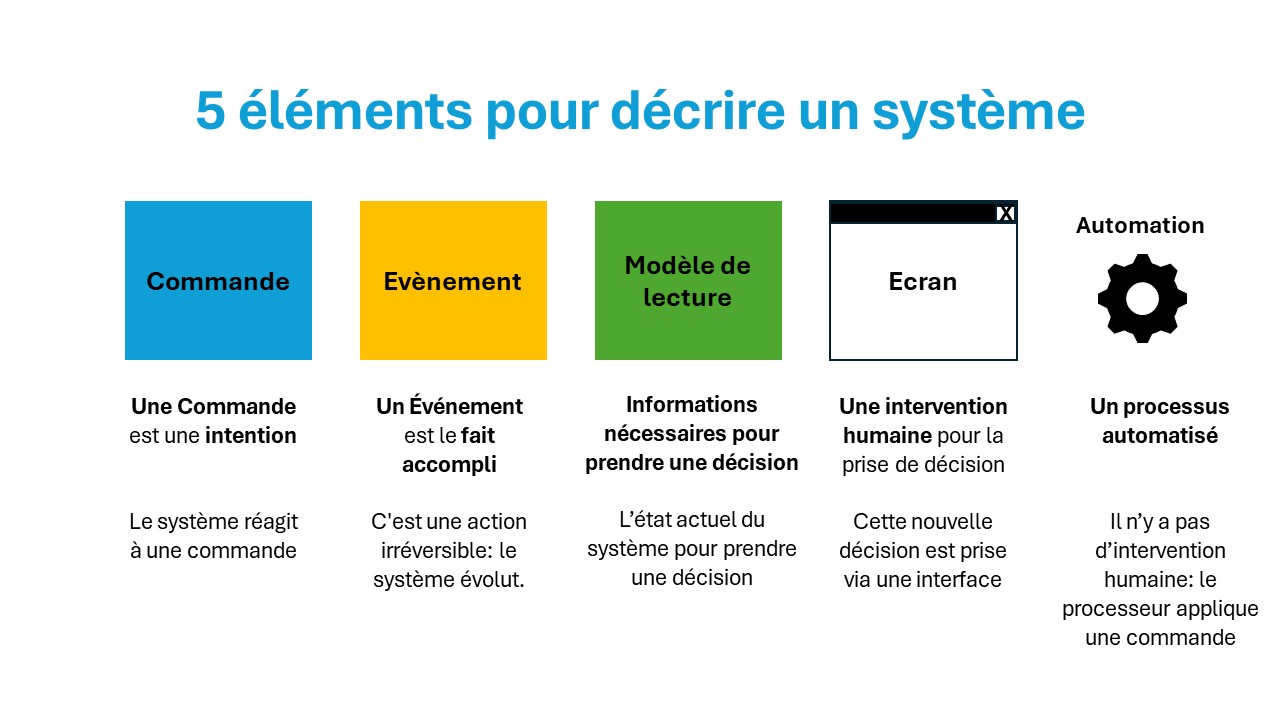 5 éléments pour décrire un système
Commande
Evènement
Modèle de
lecture
X
Ecran
Automation
Une Commande
est une intention
Un Événement
est le fait
accompli
Informations
nécessaires pour
prendre une décision
Une intervention
humaine pour la
prise de décision
Un processus
automatisé
Le système réagit
à une commande
C'est une action
irréversible: le
système évolut.
L’état actuel du
système pour prendre
une décision
Cette nouvelle
décision est prise
via une interface
Il n’y a pas
d’intervention
humaine: le
processeur applique
une commande